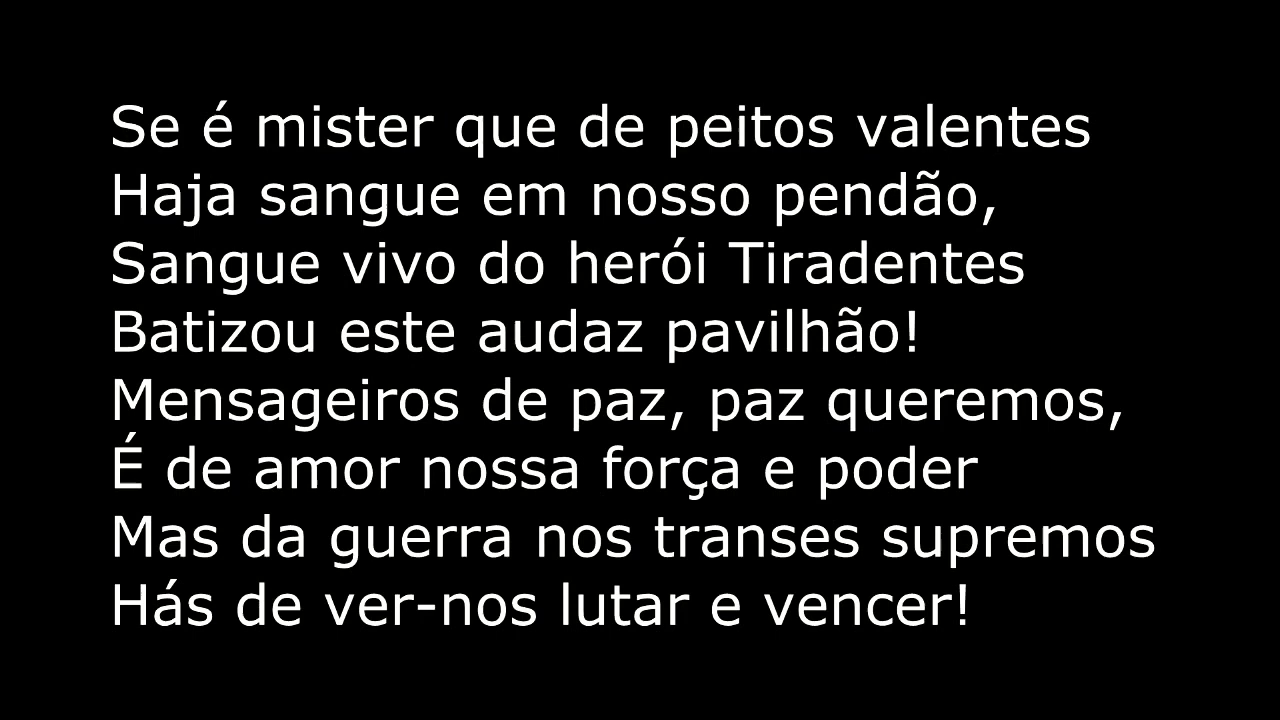 Se é mister que de peitos valentes
Haja sangue em nosso pendão,
Sangue vivo do herói Tiradentes
Batizou este audaz pavilhão!
Mensageiros de paz, paz queremos,
É de amor nossa força e poder
Mas da guerra nos transes supremos
Hás de ver-nos lutar e vencer!